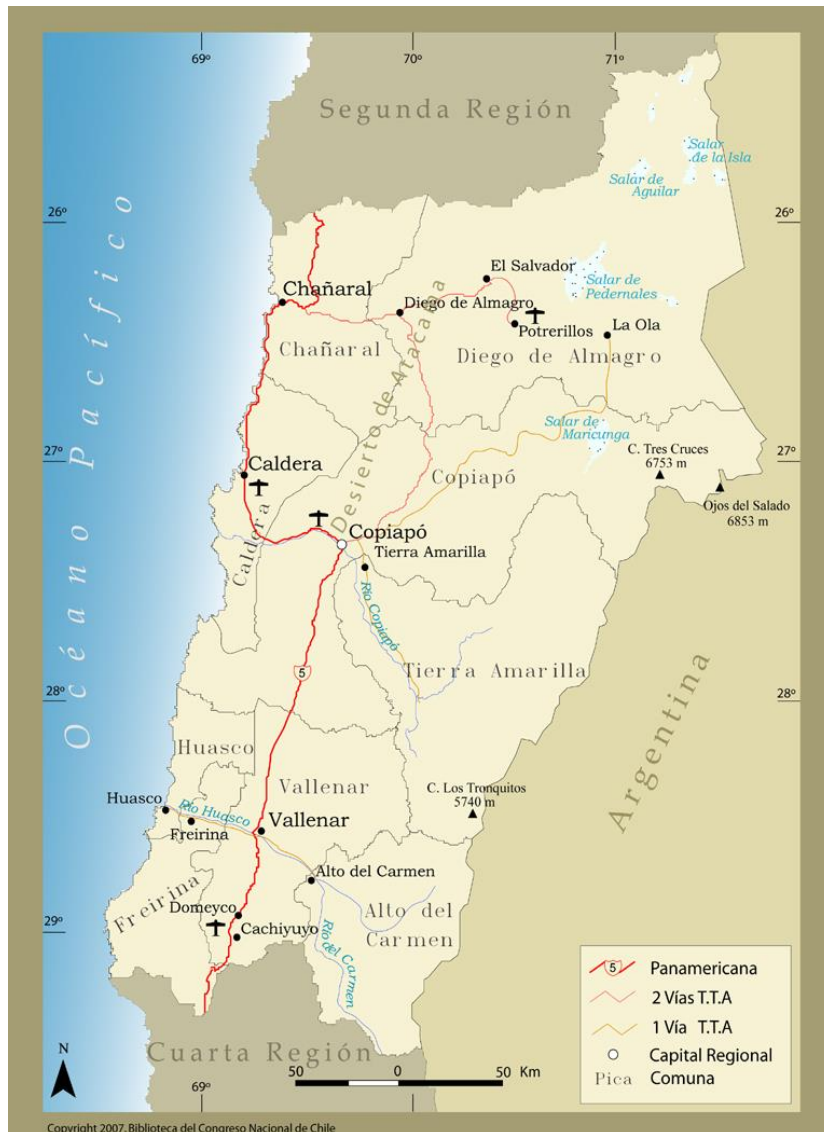 69º
70º
71º
Segunda Región
Salar
de la Isla
Salar de
Aguilar
26º
26º
Océano Pacífico
El Salvador
Salar de
Pedernales
Chañaral
Diego de Almagro
Potrerillos
La Ola
Chañaral
Diego de Almagro
Desierto de Atacama
Salar de
Maricunga
27º
27º
C. Tres Cruces
6753 m
Caldera
Copiapó
Ojos del Salado
6853 m
Caldera
Copiapó
Tierra Amarilla
Río Copiapó
Tierra Amarilla
5
28º
28º
Argentina
Huasco
Vallenar
C. Los Tronquitos
5740 m
Huasco
Río Huasco
Freirina
Vallenar
Alto del Carmen
Freirina
Domeyco
Alto del
Carmen
29º
Cachiyuyo
Río del Carmen
5 Panamericana
2 Vías T.T.A
1 Vía T.T.A
Capital Regional
Pica Comuna
Cuarta Región
N
50 0 50 Km
69º
Copyright 2007. Biblioteca del Congreso Nacional de Chile